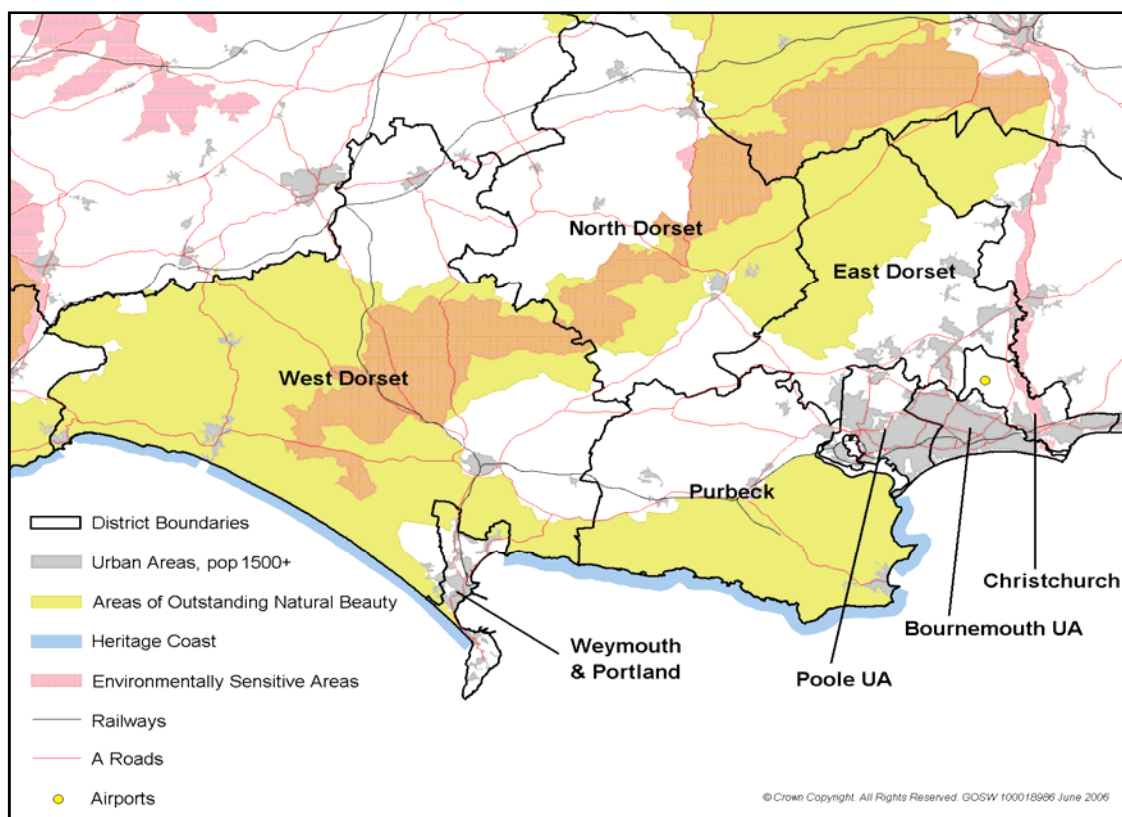 North Dorset
East Dorset
West Dorset
Purbeck
Christchurch
Bournemouth UA
Weymouth
& Portland
Poole UA
District Boundaries
Urban Areas, pop 1500+
Areas of Outstanding Natural Beauty
Heritage Coast
Environmentally Sensitive Areas
Railways
A Roads
Airports
© Crown Copyright. All Rights Reserved. GOSW 100018986 June 2006